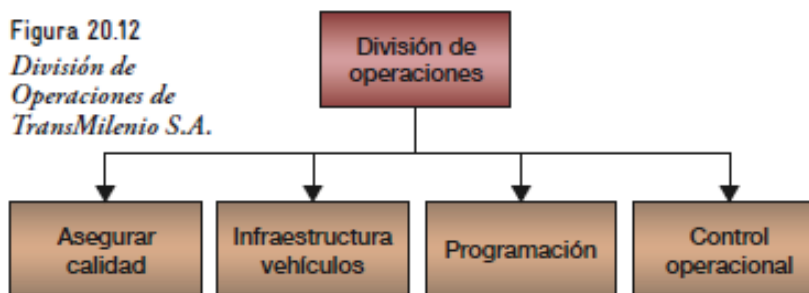 Figura 20.12
División de
Operaciones de
TransMilenio S.A.
División de
operaciones
Asegurar
calidad
Infraestructura
vehículos
Programación
Control
operacional